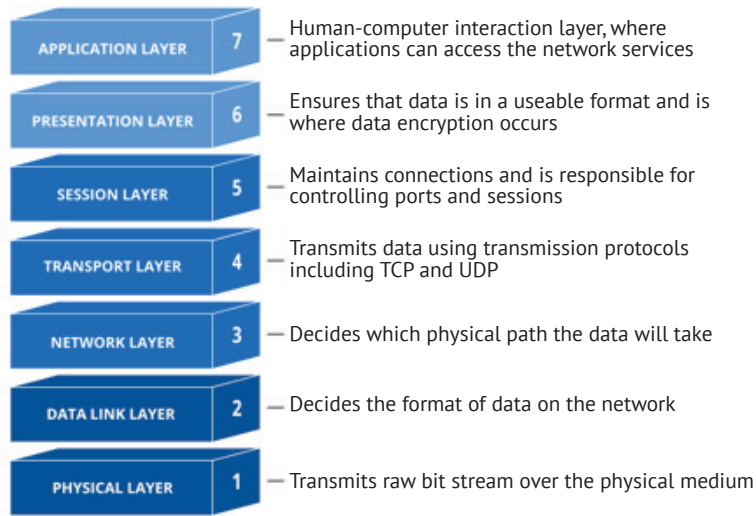 APPLICATION LAYER 7
Human-computer interaction layer, where
applications can access the network services
PRESENTATION LAYER 6
Ensures that data is in a useable format and is
where data encryption occurs
SESSION LAYER 5
Maintains connections and is responsible for
controlling ports and sessions
TRANSPORT LAYER 4
Transmits data using transmission protocols
including TCP and UDP
NETWORK LAYER 3
Decides which physical path the data will take
DATA LINK LAYER 2
Decides the format of data on the network
PHYSICAL LAYER 1
Transmits raw bit stream over the physical medium